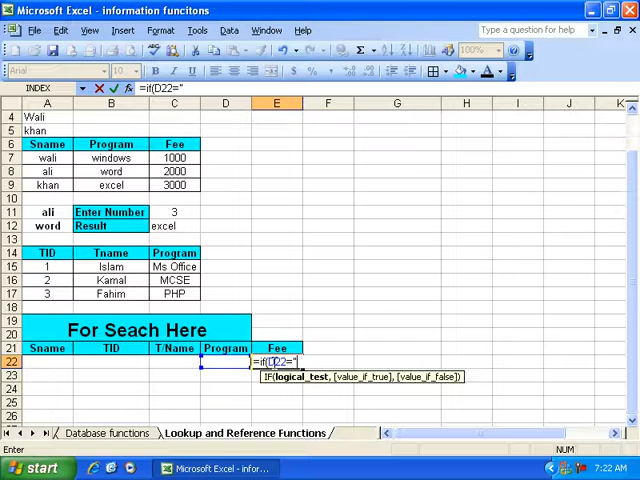 Microsoft Excel - information funcitons
File Edit View Insert Format Tools Data Window Help
Type a question for help
100%
Arial 10 B I U
INDEX =if(D22="
A B C D E F G H I J K
4 Wali
5 khan
6 Sname Program Fee
7 wali windows 1000
8 ali word 2000
9 khan excel 3000
10
11 ali Enter Number 3
12 word Result excel
13
14 TID Tname Program
15 1 Islam Ms Office
16 2 Kamal MCSE
17 3 Fahim PHP
18
19
20 For Seach Here
21 Sname TID T/Name Program Fee
22 =if(D22="
23 IF(logical_test, [value_if_true], [value_if_false])
24
25
26
Database functions Lookup and Reference Functions
Enter NUM
start Microsoft Excel - infor... 7:22 AM